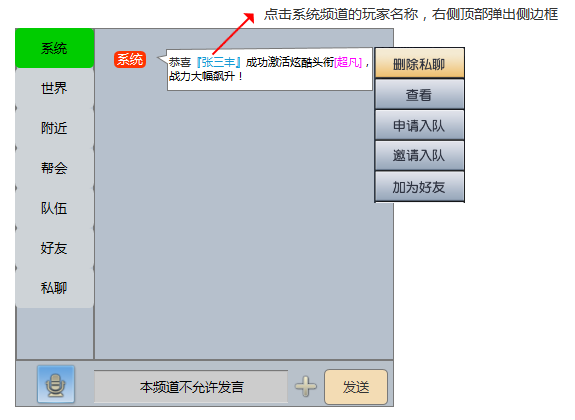 点击系统频道的玩家名称，右侧顶部弹出侧边框
系统
世界
附近
帮会
队伍
好友
私聊
系统
恭喜『张三丰』成功激活炫酷头衔[超凡]，
战力大幅飙升！
删除私聊
查看
申请入队
邀请入队
加为好友
本频道不允许发言
发送